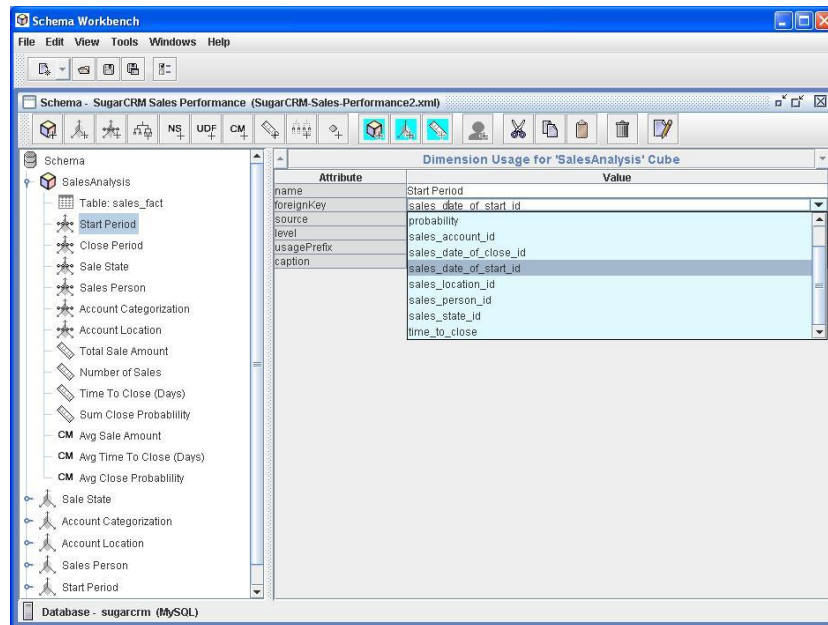 Schema Workbench
File Edit View Tools Windows Help
Schema - SugarCRM Sales Performance (SugarCRM-Sales-Performance2.xml)
NS UDF CM
Schema
SalesAnalysis
Table: sales_fact
Start Period
Close Period
Sale State
Sales Person
Account Categorization
Account Location
Total Sale Amount
Number of Sales
Time To Close (Days)
Sum Close Probablility
CM Avg Sale Amount
CM Avg Time To Close (Days)
CM Avg Close Probablility
Sale State
Account Categorization
Account Location
Sales Person
Start Period
Dimension Usage for 'SalesAnalysis' Cube
Attribute Value
name Start Period
foreignKey sales_date_of_start_id
source
level
usagePrefix
caption
probability
sales_account_id
sales_date_of_close_id
sales_date_of_start_id
sales_location_id
sales_person_id
sales_state_id
time_to_close
Database - sugarcrm (MySQL)